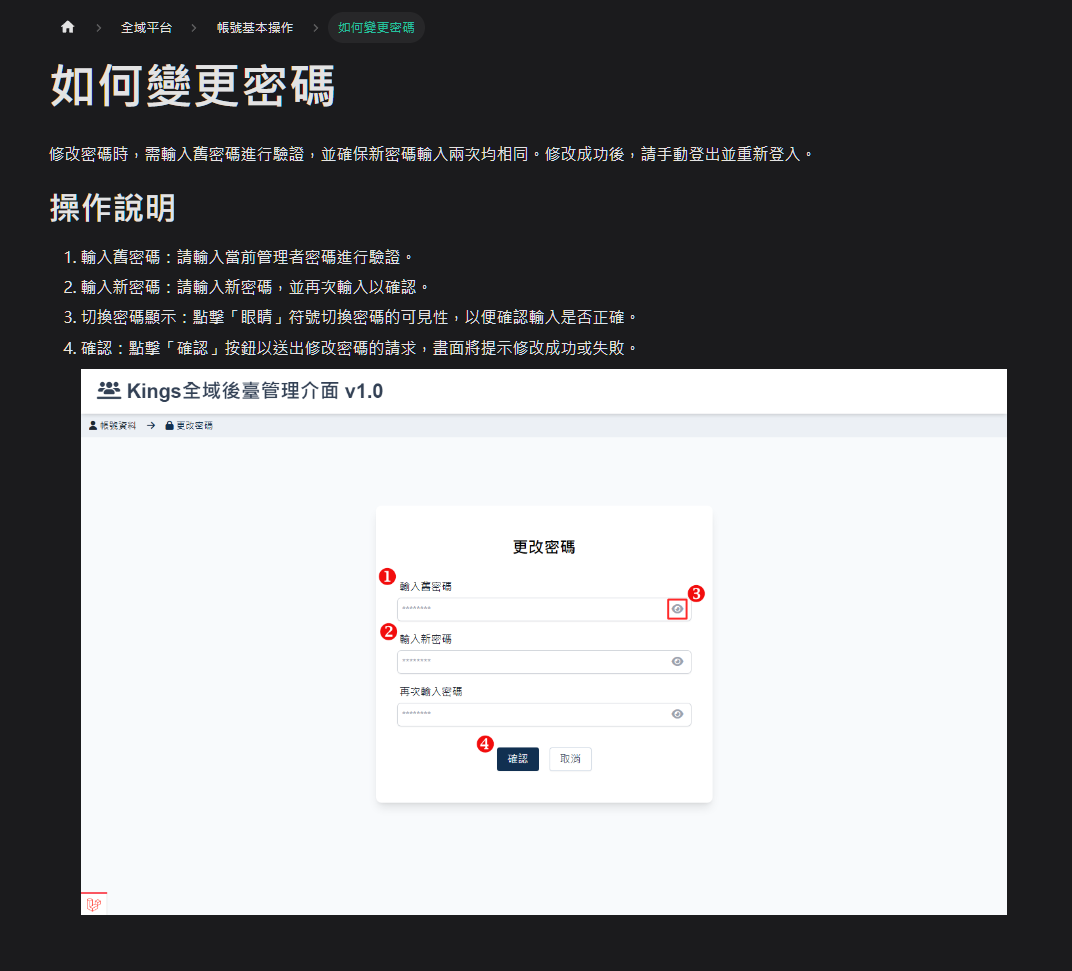 全域平台 › 帳號基本操作 › 如何變更密碼
如何變更密碼
修改密碼時，需輸入舊密碼進行驗證，並確保新密碼輸入兩次均相同。修改成功後，請手動登出並重新登入。
操作說明
1. 輸入舊密碼：請輸入當前管理者密碼進行驗證。
2. 輸入新密碼：請輸入新密碼，並再次輸入以確認。
3. 切換密碼顯示：點擊「眼睛」符號切換密碼的可見性，以便確認輸入是否正確。
4. 確認：點擊「確認」按鈕以送出修改密碼的請求，畫面將提示修改成功或失敗。
Kings全域後臺管理介面 v1.0
帳號資料 → 更改密碼
更改密碼
1 輸入舊密碼
******** 3
2 輸入新密碼
********
再次輸入密碼
********
4 確認 取消